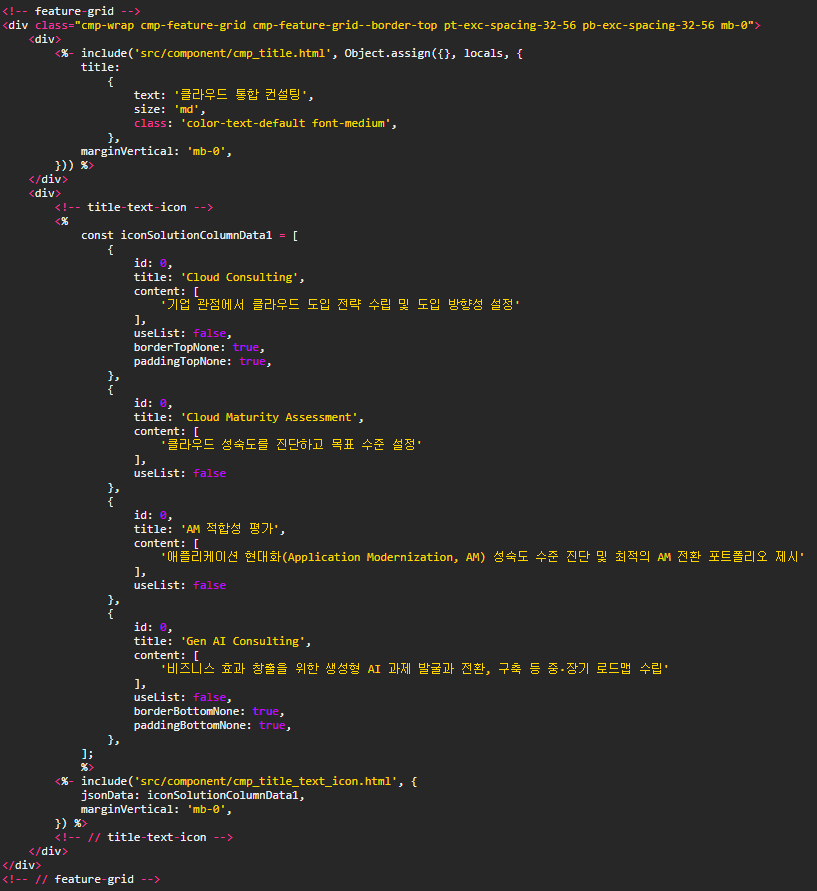 <!-- feature-grid -->
<div class="cmp-wrap cmp-feature-grid cmp-feature-grid--border-top pt-exc-spacing-32-56 pb-exc-spacing-32-56 mb-0">
    <div>
        <%- include('src/component/cmp_title.html', Object.assign({}, locals, {
            title:
                {
                    text: '클라우드 통합 컨설팅',
                    size: 'md',
                    class: 'color-text-default font-medium',
                },
            marginVertical: 'mb-0',
        })) %>
    </div>
    <div>
        <!-- title-text-icon -->
        <%
            const iconSolutionColumnData1 = [
                {
                    id: 0,
                    title: 'Cloud Consulting',
                    content: [
                        '기업 관점에서 클라우드 도입 전략 수립 및 도입 방향성 설정'
                    ],
                    useList: false,
                    borderTopNone: true,
                    paddingTopNone: true,
                },
                {
                    id: 0,
                    title: 'Cloud Maturity Assessment',
                    content: [
                        '클라우드 성숙도를 진단하고 목표 수준 설정'
                    ],
                    useList: false
                },
                {
                    id: 0,
                    title: 'AM 적합성 평가',
                    content: [
                        '애플리케이션 현대화(Application Modernization, AM) 성숙도 수준 진단 및 최적의 AM 전환 포트폴리오 제시'
                    ],
                    useList: false
                },
                {
                    id: 0,
                    title: 'Gen AI Consulting',
                    content: [
                        '비즈니스 효과 창출을 위한 생성형 AI 과제 발굴과 전환, 구축 등 중·장기 로드맵 수립'
                    ],
                    useList: false,
                    borderBottomNone: true,
                    paddingBottomNone: true,
                },
            ];
            %>
        <%- include('src/component/cmp_title_text_icon.html', {
            jsonData: iconSolutionColumnData1,
            marginVertical: 'mb-0',
        }) %>
        <!-- // title-text-icon -->
    </div>
</div>
<!-- // feature-grid -->